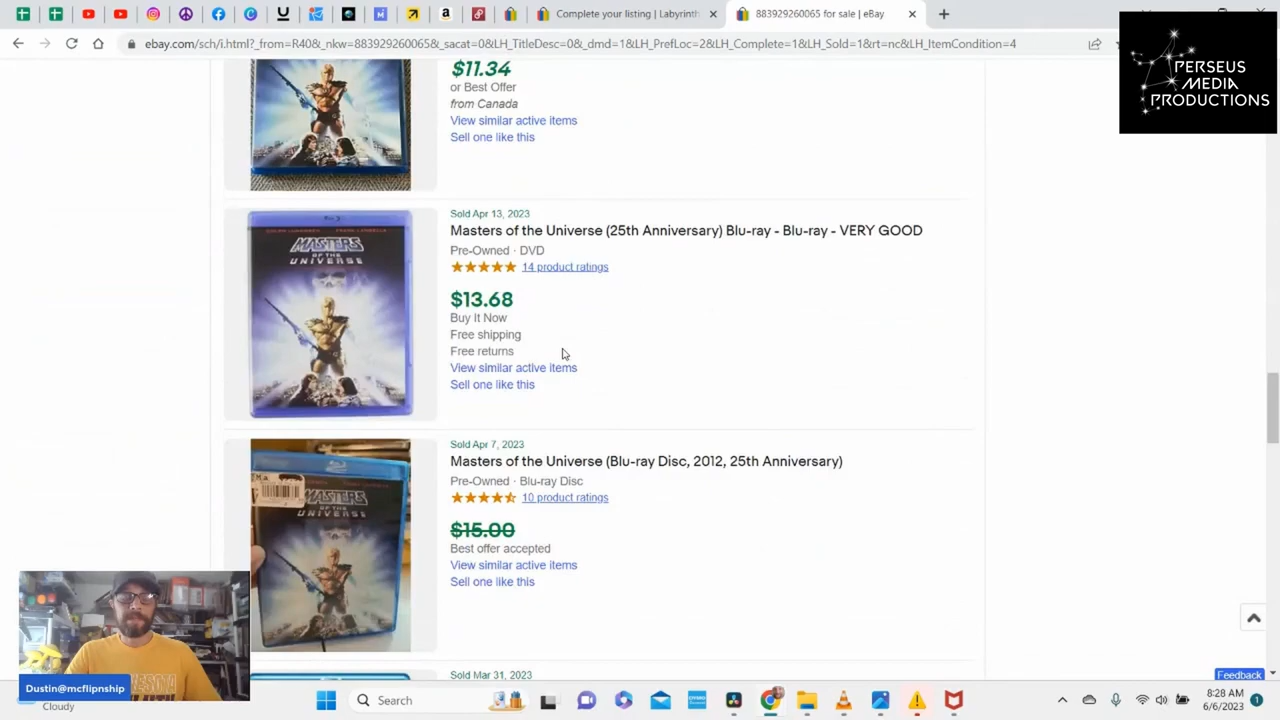 Complete your listing | Labyrinth
883929260065 for sale | eBay
ebay.com/sch/i.html?_from=R40&_nkw=883929260065&_sacat=0&LH_TitleDesc=0&_dmd=1&LH_PrefLoc=2&LH_Complete=1&LH_Sold=1&rt=nc&LH_ItemCondition=4
PERSEUS
MEDIA
PRODUCTIONS
$11.34
or Best Offer
from Canada
View similar active items
Sell one like this
Sold Apr 13, 2023
Masters of the Universe (25th Anniversary) Blu-ray - Blu-ray - VERY GOOD
Pre-Owned · DVD
14 product ratings
$13.68
Buy It Now
Free shipping
Free returns
View similar active items
Sell one like this
MASTERS
OF THE
UNIVERSE
Sold Apr 7, 2023
Masters of the Universe (Blu-ray Disc, 2012, 25th Anniversary)
Pre-Owned · Blu-ray Disc
10 product ratings
$15.00
Best offer accepted
View similar active items
Sell one like this
MASTERS
OF THE
UNIVERSE
Sold Mar 31, 2023
Feedback
Dustin@mcflipnship
Cloudy
Search
8:28 AM
6/6/2023